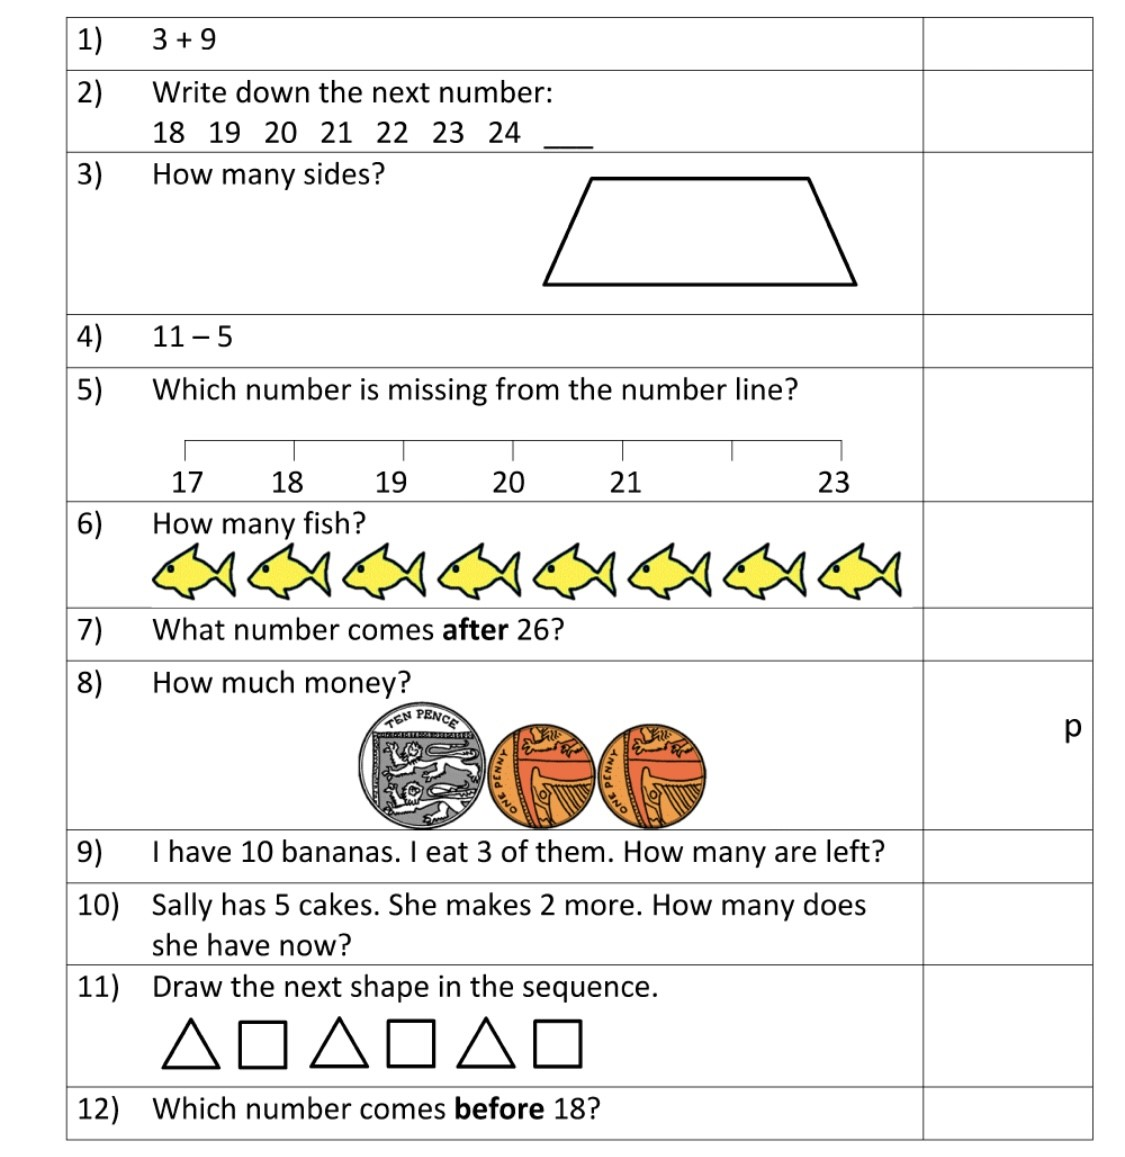 1) 3 + 9
2) Write down the next number:
18 19 20 21 22 23 24 ___
3) How many sides?
4) 11 – 5
5) Which number is missing from the number line?
17 18 19 20 21 23
6) How many fish?
7) What number comes after 26?
8) How much money?
TEN PENCE
ONE PENNY
ONE PENNY
p
9) I have 10 bananas. I eat 3 of them. How many are left?
10) Sally has 5 cakes. She makes 2 more. How many does
she have now?
11) Draw the next shape in the sequence.
12) Which number comes before 18?